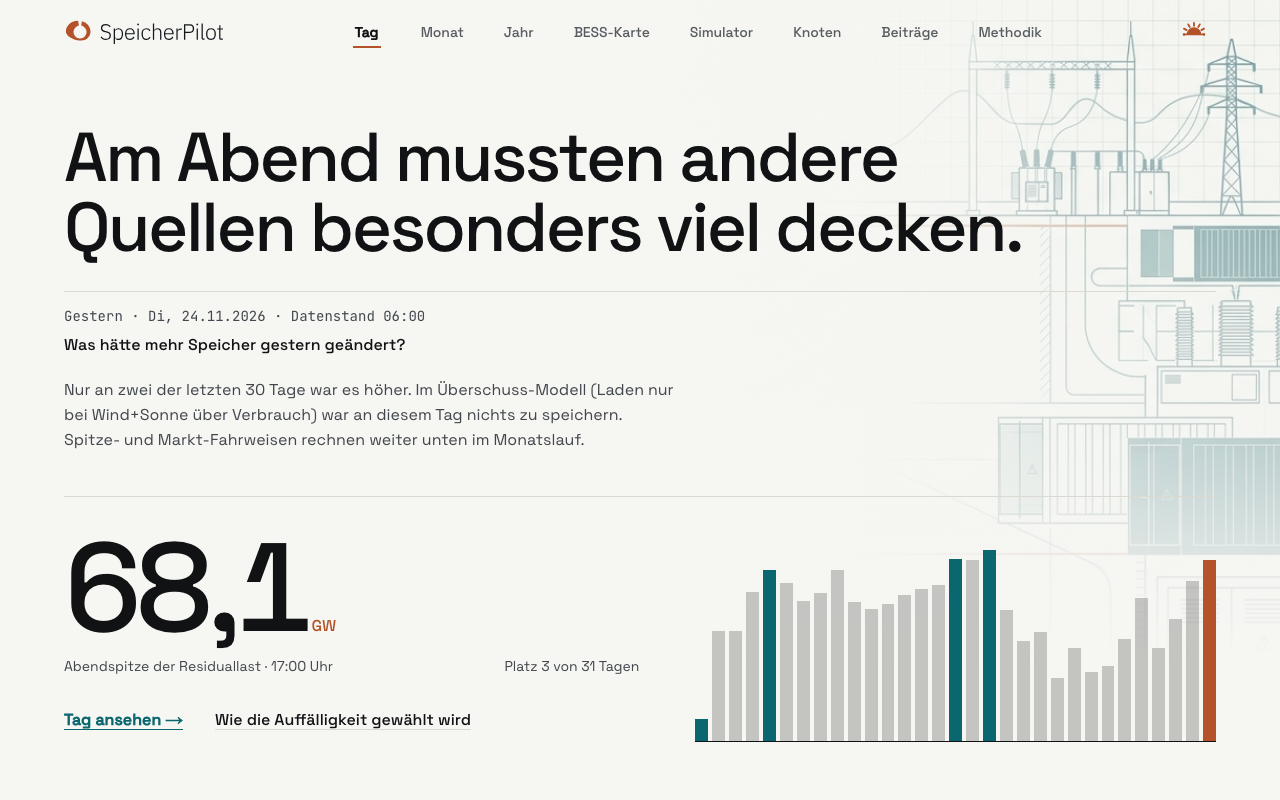 SpeicherPilot
Tag Monat Jahr BESS-Karte Simulator Knoten Beiträge Methodik
Am Abend mussten andere
Quellen besonders viel decken.
Gestern · Di, 24.11.2026 · Datenstand 06:00
Was hätte mehr Speicher gestern geändert?
Nur an zwei der letzten 30 Tage war es höher. Im Überschuss-Modell (Laden nur
bei Wind+Sonne über Verbrauch) war an diesem Tag nichts zu speichern.
Spitze- und Markt-Fahrweisen rechnen weiter unten im Monatslauf.
68,1 GW
Abendspitze der Residuallast · 17:00 Uhr
Platz 3 von 31 Tagen
Tag ansehen →
Wie die Auffälligkeit gewählt wird